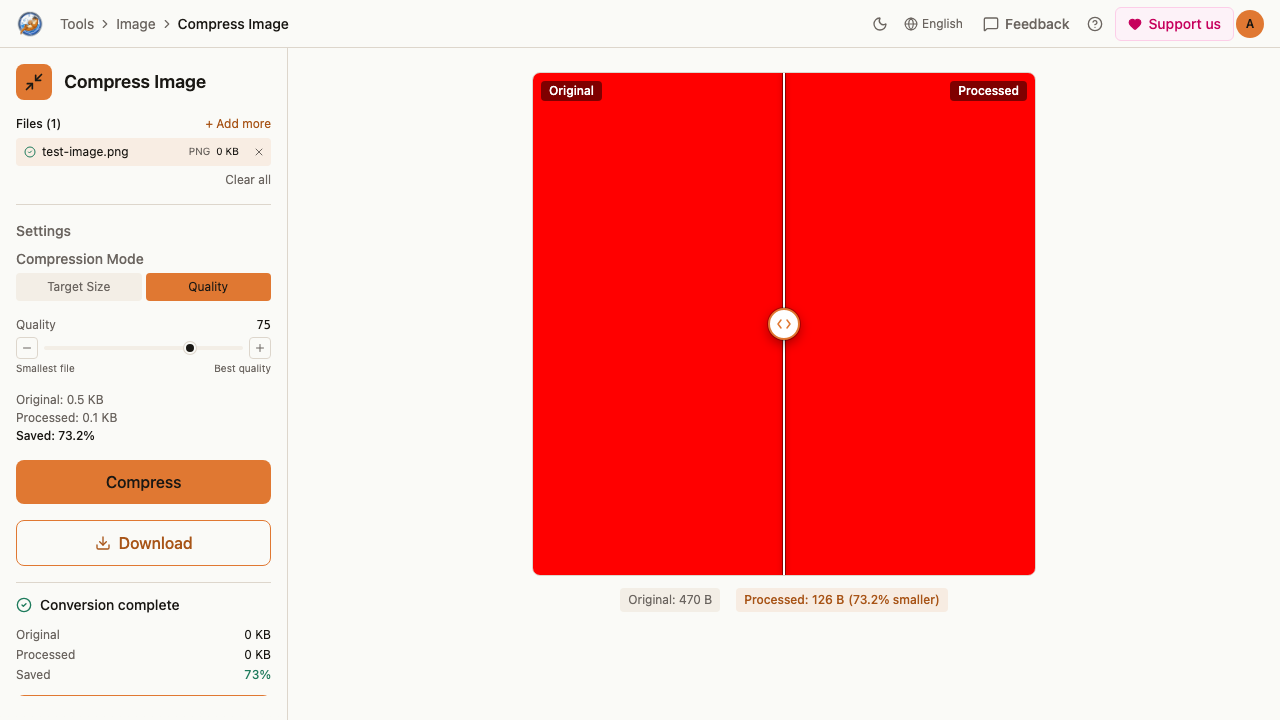 Tools > Image > Compress Image
English
Feedback
Support us
A
Compress Image
Files (1)
+ Add more
test-image.png PNG 0 KB
Clear all
Settings
Compression Mode
Target Size Quality
Quality 75
Smallest file Best quality
Original: 0.5 KB
Processed: 0.1 KB
Saved: 73.2%
Compress
Download
Conversion complete
Original 0 KB
Processed 0 KB
Saved 73%
Original Processed
Original: 470 B Processed: 126 B (73.2% smaller)